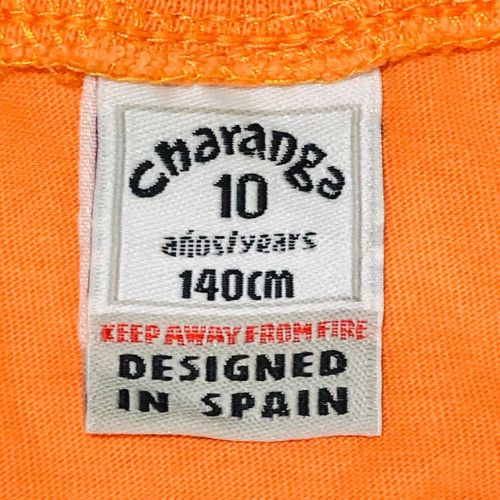 charanga
10
años/years
140cm
KEEP AWAY FROM FIRE
DESIGNED
IN SPAIN